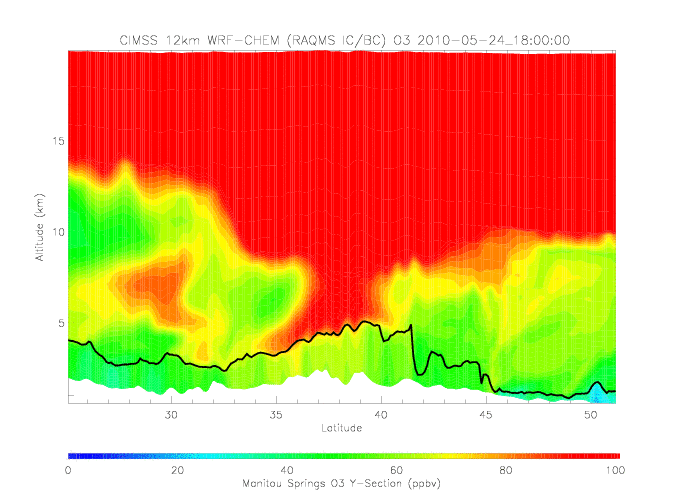 CIMSS 12km WRF-CHEM (RAQMS IC/BC) O3 2010-05-24_18:00:00
15
10
5
Altitude (km)
30 35 40 45 50
Latitude
0 20 40 60 80 100
Manitou Springs O3 Y-Section (ppbv)